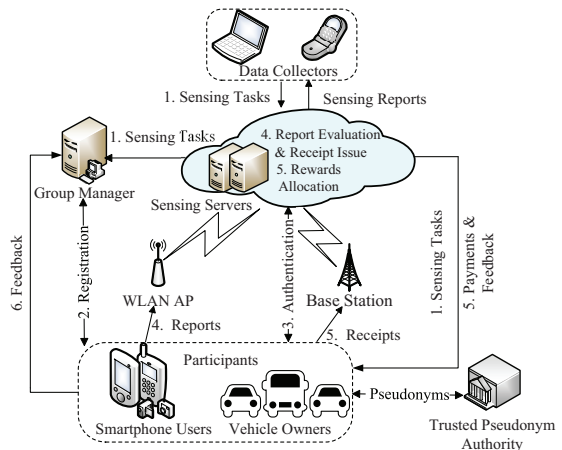 Data Collectors
1. Sensing Tasks
Sensing Reports
1. Sensing Tasks
4. Report Evaluation
& Receipt Issue
5. Rewards
Allocation
Group Manager
Sensing Servers
6. Feedback
2. Registration
WLAN AP
3. Authentication
Base Station
1. Sensing Tasks
5. Payments &
Feedback
4. Reports
5. Receipts
Participants
Smartphone Users
Vehicle Owners
Pseudonyms
Trusted Pseudonym
Authority